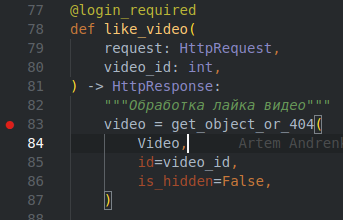 77 @login_required
78 def like_video(
79     request: HttpRequest,
80     video_id: int,
81 ) -> HttpResponse:
82     """Обработка лайка видео"""
83     video = get_object_or_404(
84         Video, Artem Andrenk
85         id=video_id,
86         is_hidden=False,
87     )
88